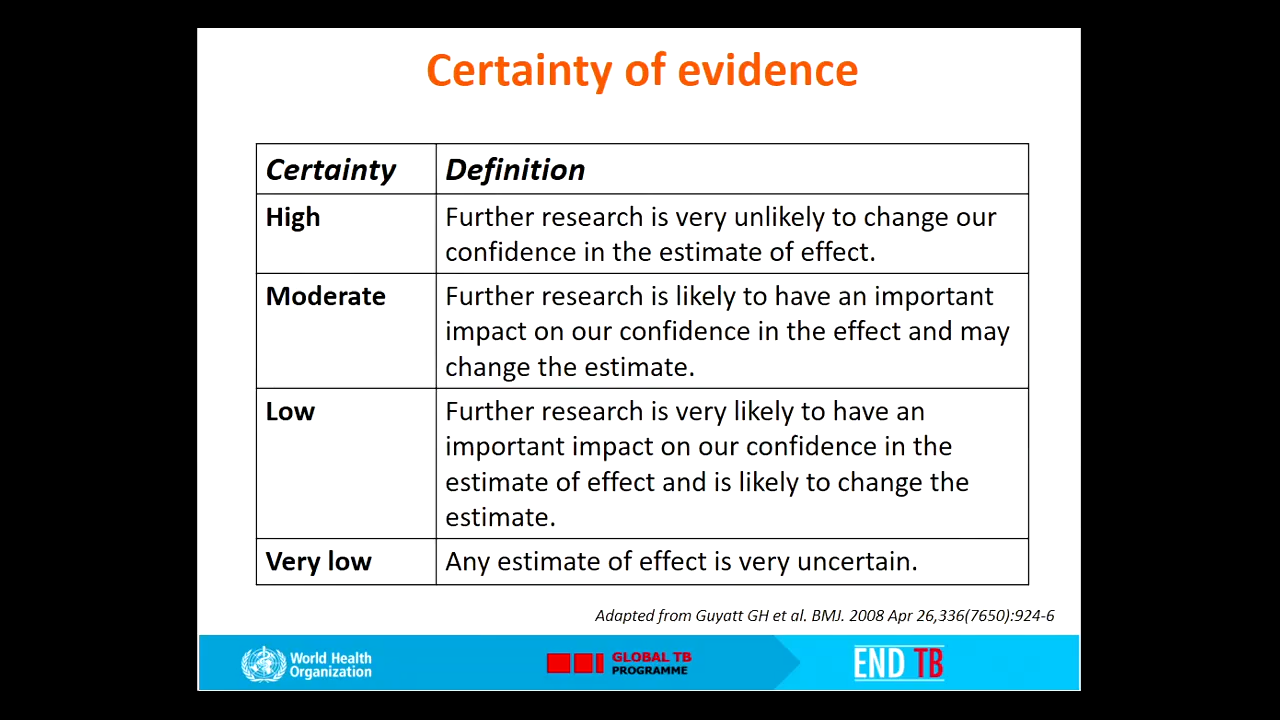 Certainty of evidence
Certainty Definition
High Further research is very unlikely to change our
confidence in the estimate of effect.
Moderate Further research is likely to have an important
impact on our confidence in the effect and may
change the estimate.
Low Further research is very likely to have an
important impact on our confidence in the
estimate of effect and is likely to change the
estimate.
Very low Any estimate of effect is very uncertain.
Adapted from Guyatt GH et al. BMJ. 2008 Apr 26,336(7650):924-6
World Health
Organization
GLOBAL TB
PROGRAMME
END TB